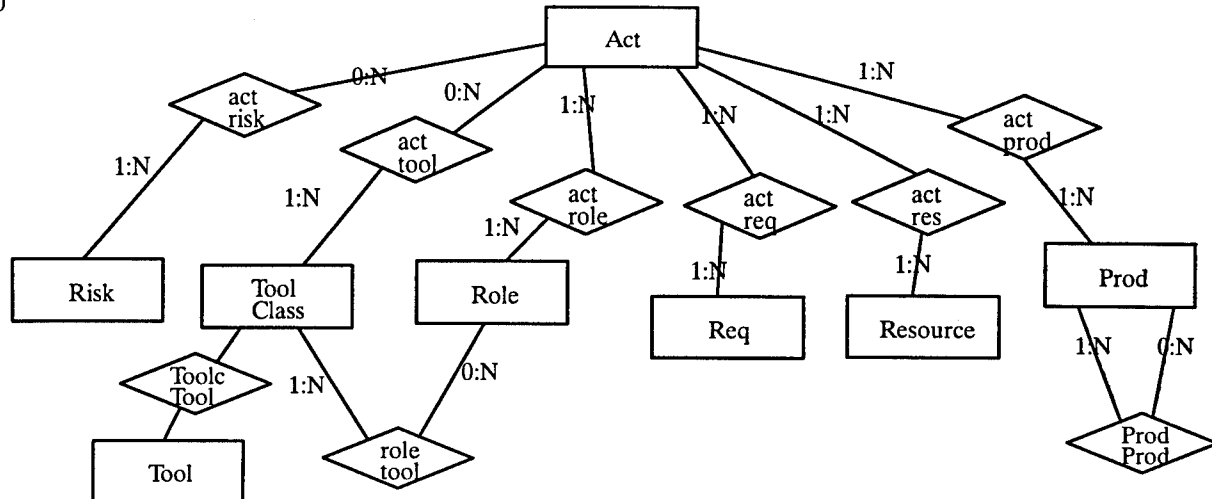 Act
0:N
0:N
1:N
1:N
1:N
1:N
act
risk
act
tool
act
role
act
req
act
res
act
prod
1:N
1:N
1:N
1:N
1:N
1:N
Risk
Tool
Class
Role
Req
Resource
Prod
Toolc
Tool
1:N
0:N
1:N
0:N
Tool
role
tool
Prod
Prod